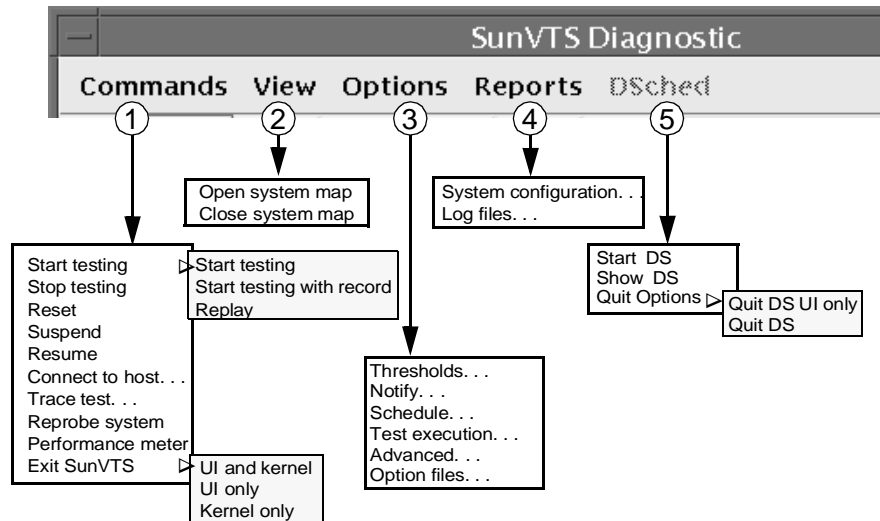 SunVTS Diagnostic
Commands View Options Reports DSched
1 2 3 4 5
Open system map
Close system map
System configuration. . .
Log files. . .
Start testing
Stop testing
Reset
Suspend
Resume
Connect to host. . .
Trace test. . .
Reprobe system
Performance meter
Exit SunVTS
Start testing
Start testing with record
Replay
UI and kernel
UI only
Kernel only
Thresholds. . .
Notify. . .
Schedule. . .
Test execution. . .
Advanced. . .
Option files. . .
Start DS
Show DS
Quit Options
Quit DS UI only
Quit DS